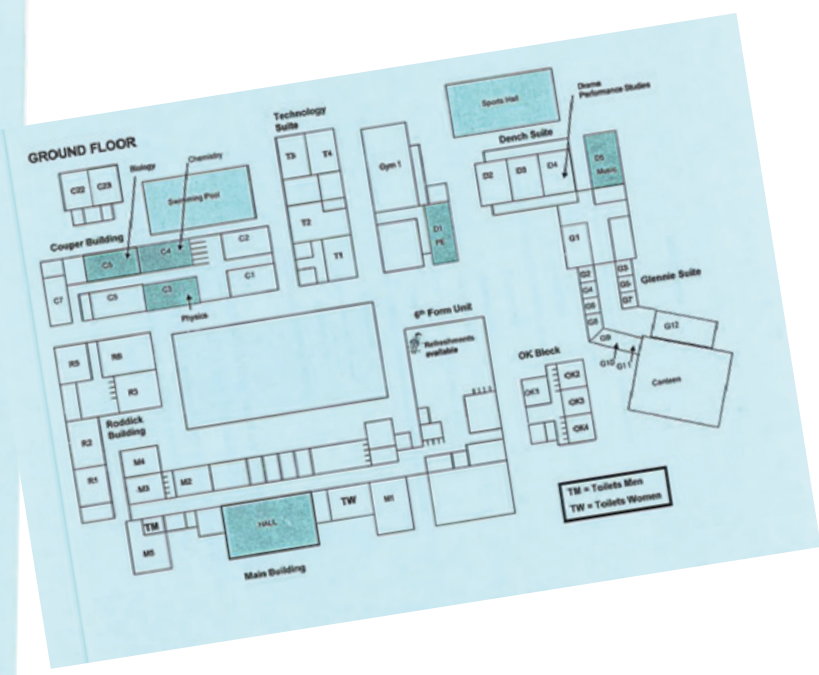 GROUND FLOOR
C22
C23
Biology
Chemistry
Swimming Pool
Technology
Suite
T3
T4
T2
T1
Gym 1
D1
PE
Sports Hall
Drama
Performance Studies
Dench Suite
D2
D3
D4
D5
Music
Couper Building
C7
C6
C4
C2
C5
C3
C1
Physics
G1
G2
G4
G6
G8
G3
G5
G7
Glennie Suite
G9
G10
G11
G12
Canteen
6th Form Unit
Refreshments
available
OK Block
OK1
OK2
OK3
OK4
R5
R3
R2
R1
Roddick
Building
M4
M3
M2
TM
M5
HALL
TW
M1
Main Building
TM = Toilets Men
TW = Toilets Women